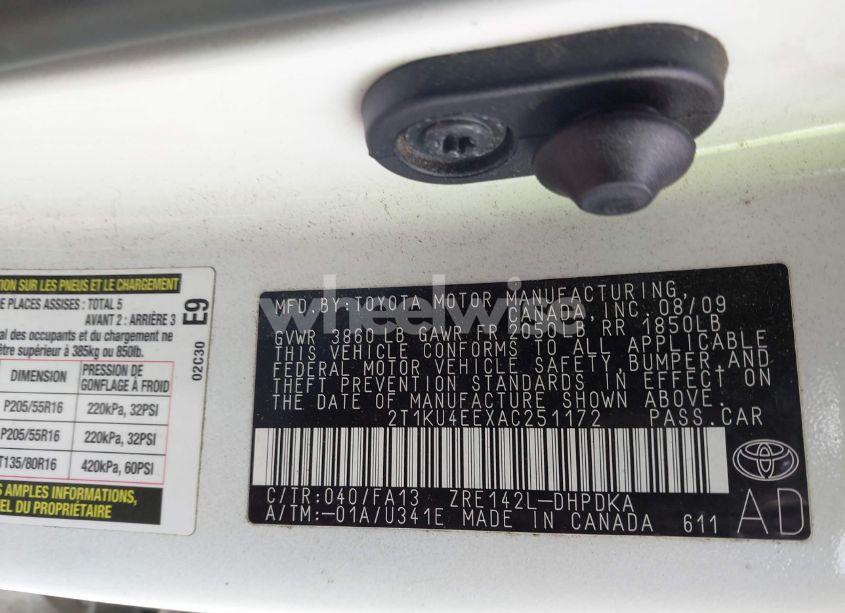 TION SUR LES PNEUS ET LE CHARGEMENT
E PLACES ASSISES : TOTAL 5
AVANT 2 : ARRIÈRE 3
al des occupants et du chargement ne
être supérieur à 385kg ou 850lb.
DIMENSION PRESSION DE GONFLAGE À FROID
P205/55R16 220kPa, 32PSI
P205/55R16 220kPa, 32PSI
T135/80R16 420kPa, 60PSI
S AMPLES INFORMATIONS,
EL DU PROPRIÉTAIRE
02C30 E9
wheelwise
MFD.BY:TOYOTA MOTOR MANUFACTURING
CANADA,INC. 08/09
GVWR 3860 LB GAWR FR 2050LB RR 1850LB
THIS VEHICLE CONFORMS TO ALL APPLICABLE
FEDERAL MOTOR VEHICLE SAFETY,BUMPER,AND
THEFT PREVENTION STANDARDS IN EFFECT ON
THE DATE OF MANUFACTURE SHOWN ABOVE.
2T1KU4EEXAC251172 PASS.CAR
C/TR:040/FA13 ZRE142L-DHPDKA
A/TM:-01A/U341E MADE IN CANADA 611
AD